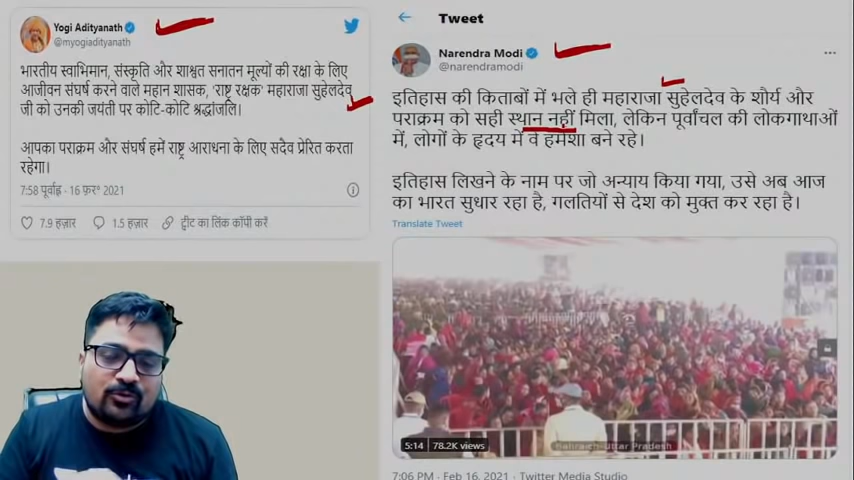 Yogi Adityanath
@myogiadityanath
भारतीय स्वाभिमान, संस्कृति और शाश्वत सनातन मूल्यों की रक्षा के लिए
आजीवन संघर्ष करने वाले महान शासक, 'राष्ट्र रक्षक' महाराजा सुहेलदेव
जी को उनकी जयंती पर कोटि-कोटि श्रद्धांजलि।
आपका पराक्रम और संघर्ष हमें राष्ट्र आराधना के लिए सदैव प्रेरित करता
रहेगा।
7:58 पूर्वाह्न · 16 फ़र॰ 2021
7.9 हज़ार 1.5 हज़ार ट्वीट का लिंक कॉपी करें
Tweet
Narendra Modi
@narendramodi
इतिहास की किताबों में भले ही महाराजा सुहेलदेव के शौर्य और
पराक्रम को सही स्थान नहीं मिला, लेकिन पूर्वांचल की लोकगाथाओं
में, लोगों के हृदय में वे हमेशा बने रहे।
इतिहास लिखने के नाम पर जो अन्याय किया गया, उसे अब आज
का भारत सुधार रहा है, गलतियों से देश को मुक्त कर रहा है।
Translate Tweet
5:14 78.2K views
Bahraich-Uttar Pradesh
7:06 PM · Feb 16, 2021 · Twitter Media Studio